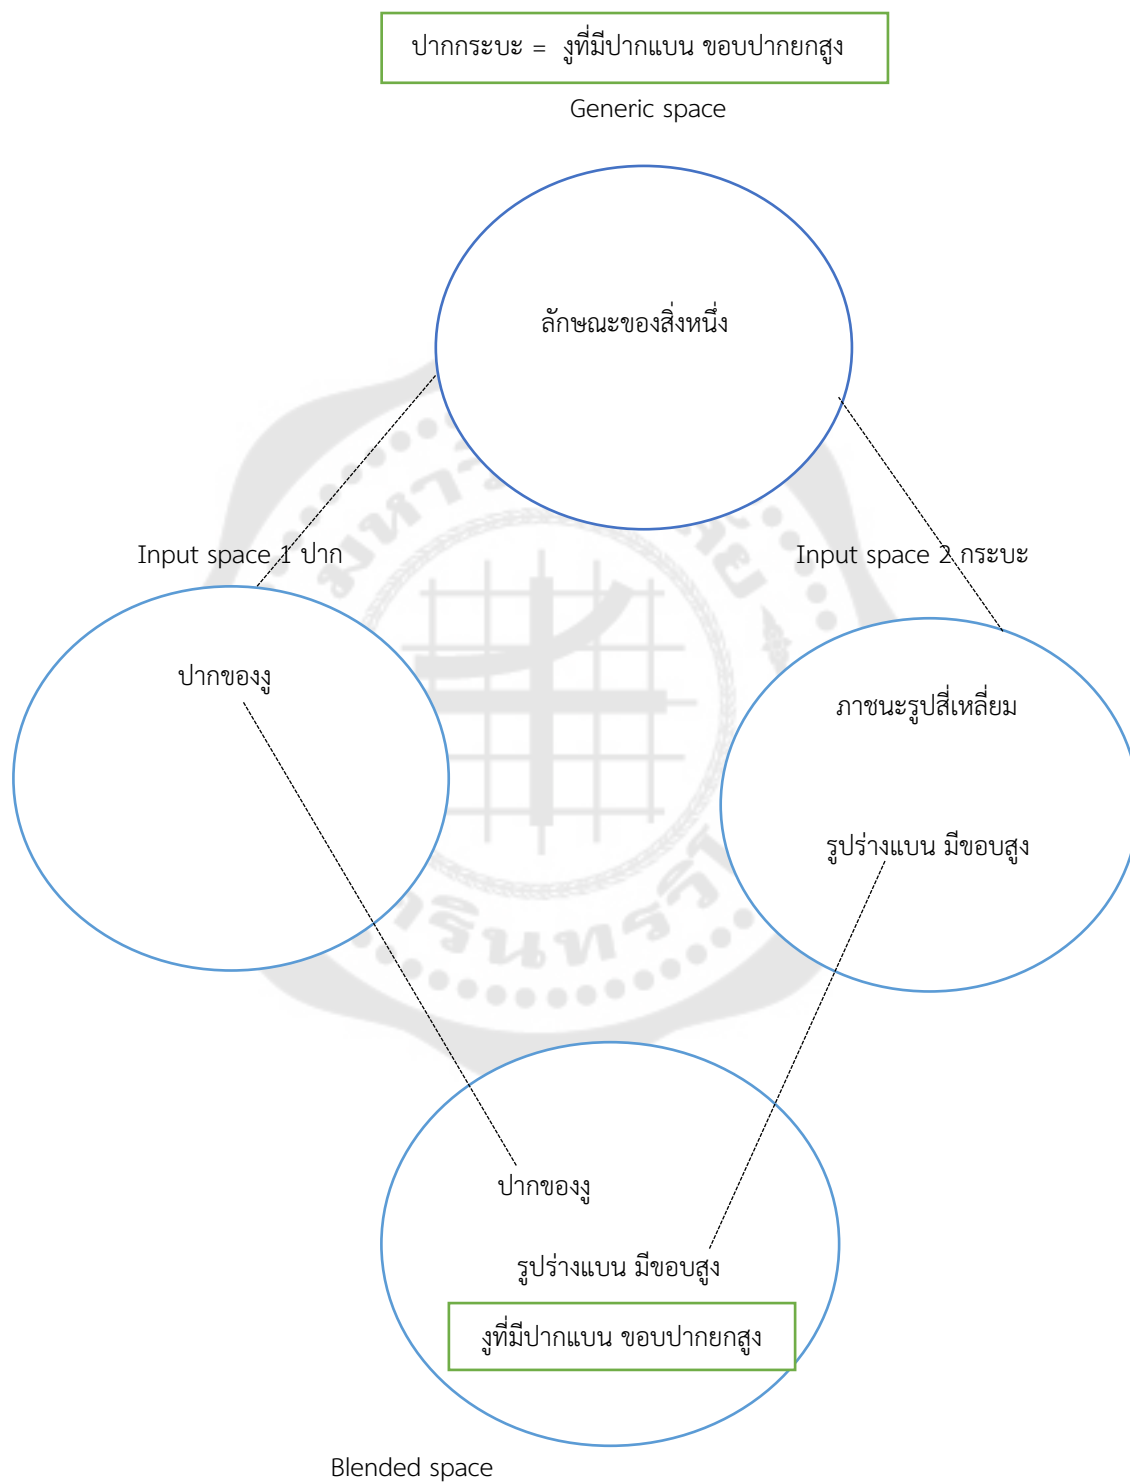 ปากกระบะ = งูที่มีปากแบน ขอบปากยกสูง
Generic space
ลักษณะของสิ่งหนึ่ง
Input space 1 ปาก
Input space 2 กระบะ
ปากของงู
ภาชนะรูปสี่เหลี่ยม
รูปร่างแบน มีขอบสูง
ปากของงู
รูปร่างแบน มีขอบสูง
งูที่มีปากแบน ขอบปากยกสูง
Blended space